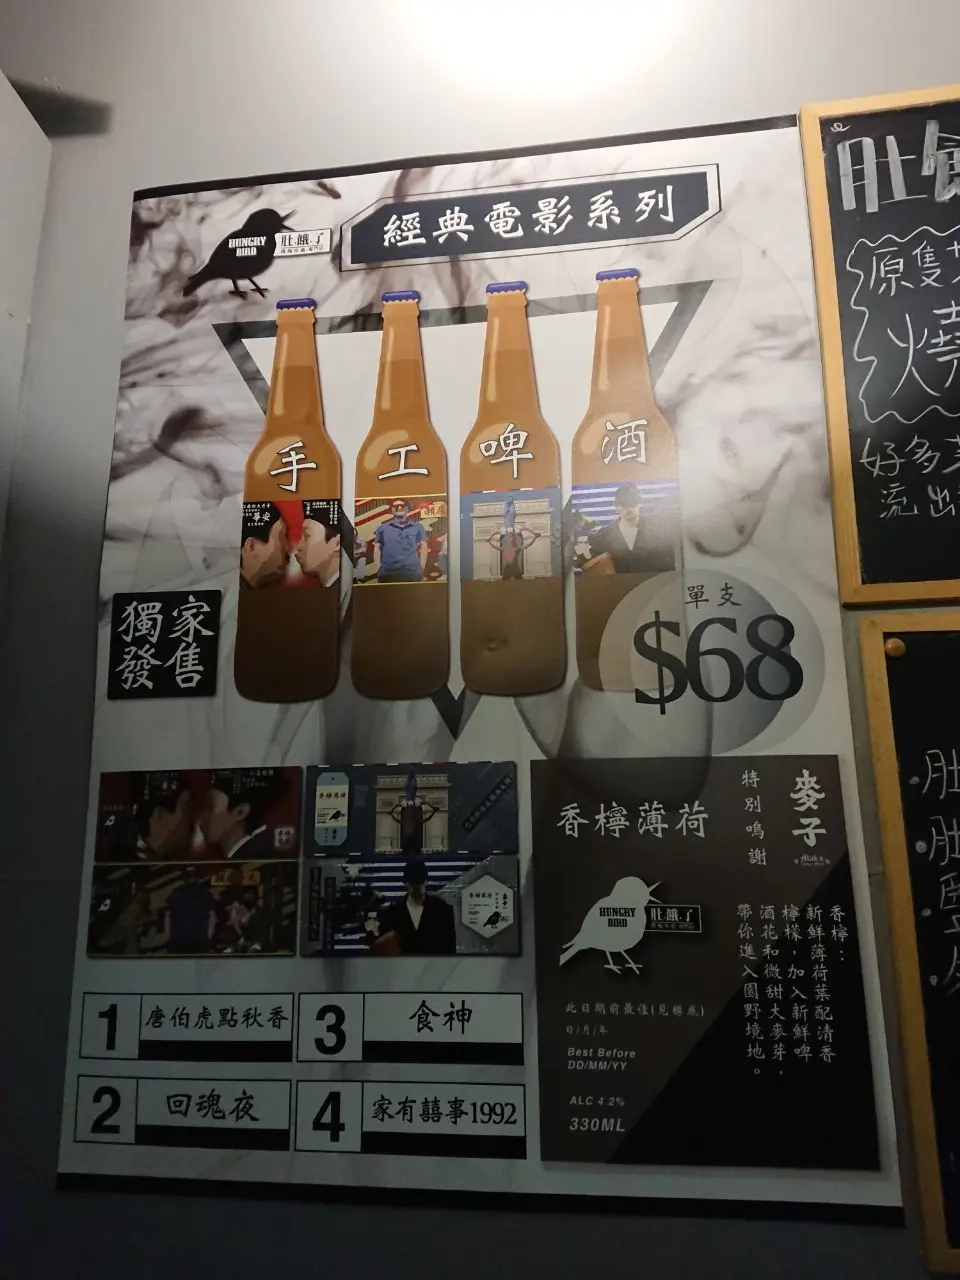 HUNGRY
BIRD
肚餓了
經典電影系列
手工啤酒
華安
獨家
發售
單支
$68
香檸薄荷
特別鳴謝
麥子
HUNGRY
BIRD
肚餓了
香檸：
新鮮薄荷葉配清香
檸檬，加入新鮮啤
酒花和微甜大麥芽，
帶你進入園野境地。
此日期前最佳(見樽底)
日/月/年
Best Before
DD/MM/YY
ALC 4.2%
330ML
1 唐伯虎點秋香
3 食神
2 回魂夜
4 家有囍事1992
原隻
燒
好多
流出